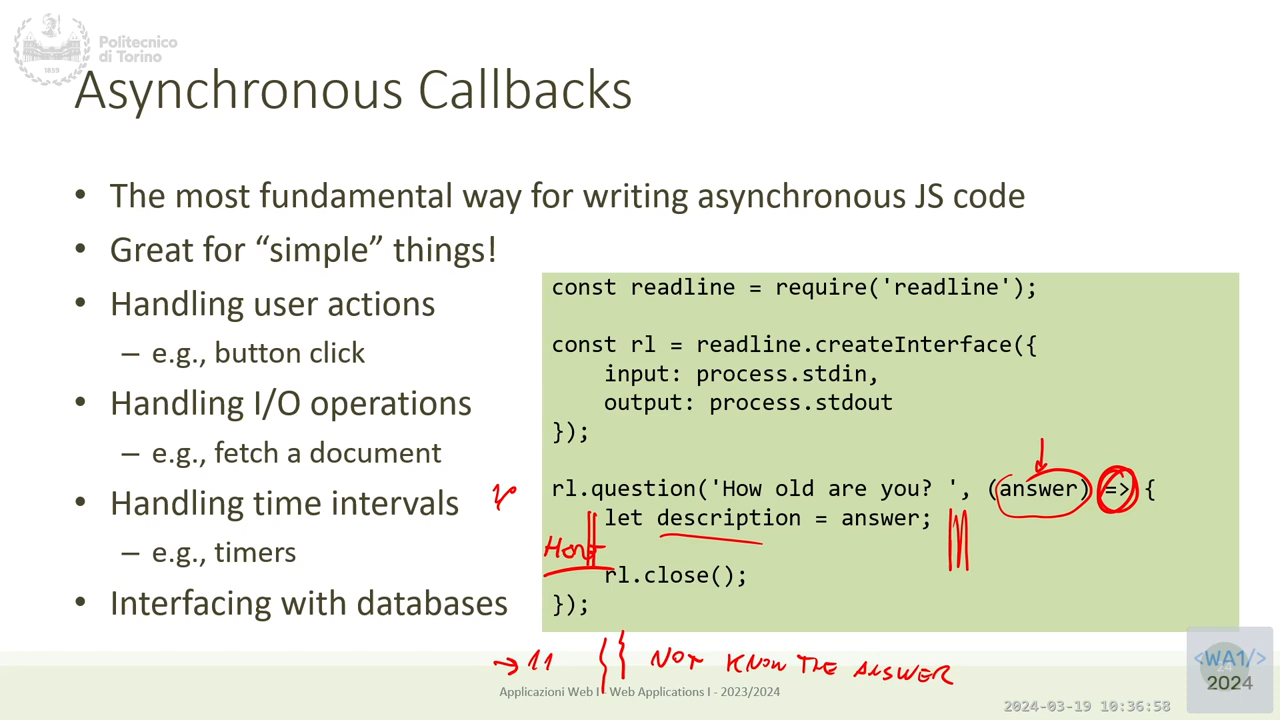 Politecnico
di Torino
1859
Asynchronous Callbacks
• The most fundamental way for writing asynchronous JS code
• Great for “simple” things!
• Handling user actions
– e.g., button click
• Handling I/O operations
– e.g., fetch a document
• Handling time intervals
– e.g., timers
• Interfacing with databases
const readline = require('readline');
const rl = readline.createInterface({
input: process.stdin,
output: process.stdout
});
rl.question('How old are you? ', (answer) => {
let description = answer;
rl.close();
});
→ 11
NOT KNOW THE ANSWER
Applicazioni Web I - Web Applications I - 2023/2024
<WA1/>
2024
2024-03-19 10:36:58